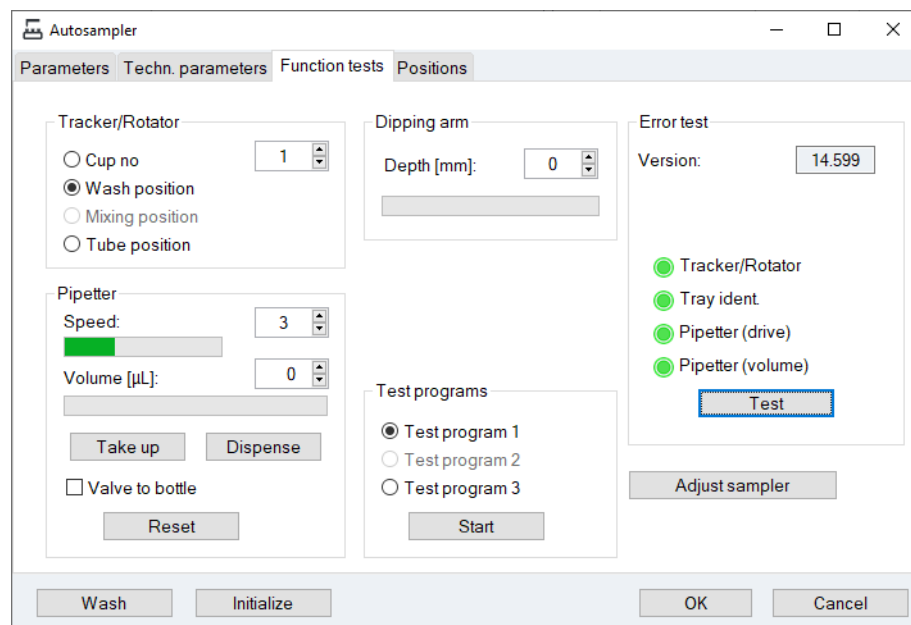 Autosampler
Parameters Techn. parameters Function tests Positions
Tracker/Rotator
Cup no 1
Wash position
Mixing position
Tube position
Pipetter
Speed: 3
Volume [µL]: 0
Take up Dispense
Valve to bottle
Reset
Dipping arm
Depth [mm]: 0
Test programs
Test program 1
Test program 2
Test program 3
Start
Error test
Version: 14.599
Tracker/Rotator
Tray ident.
Pipetter (drive)
Pipetter (volume)
Test
Adjust sampler
Wash Initialize OK Cancel